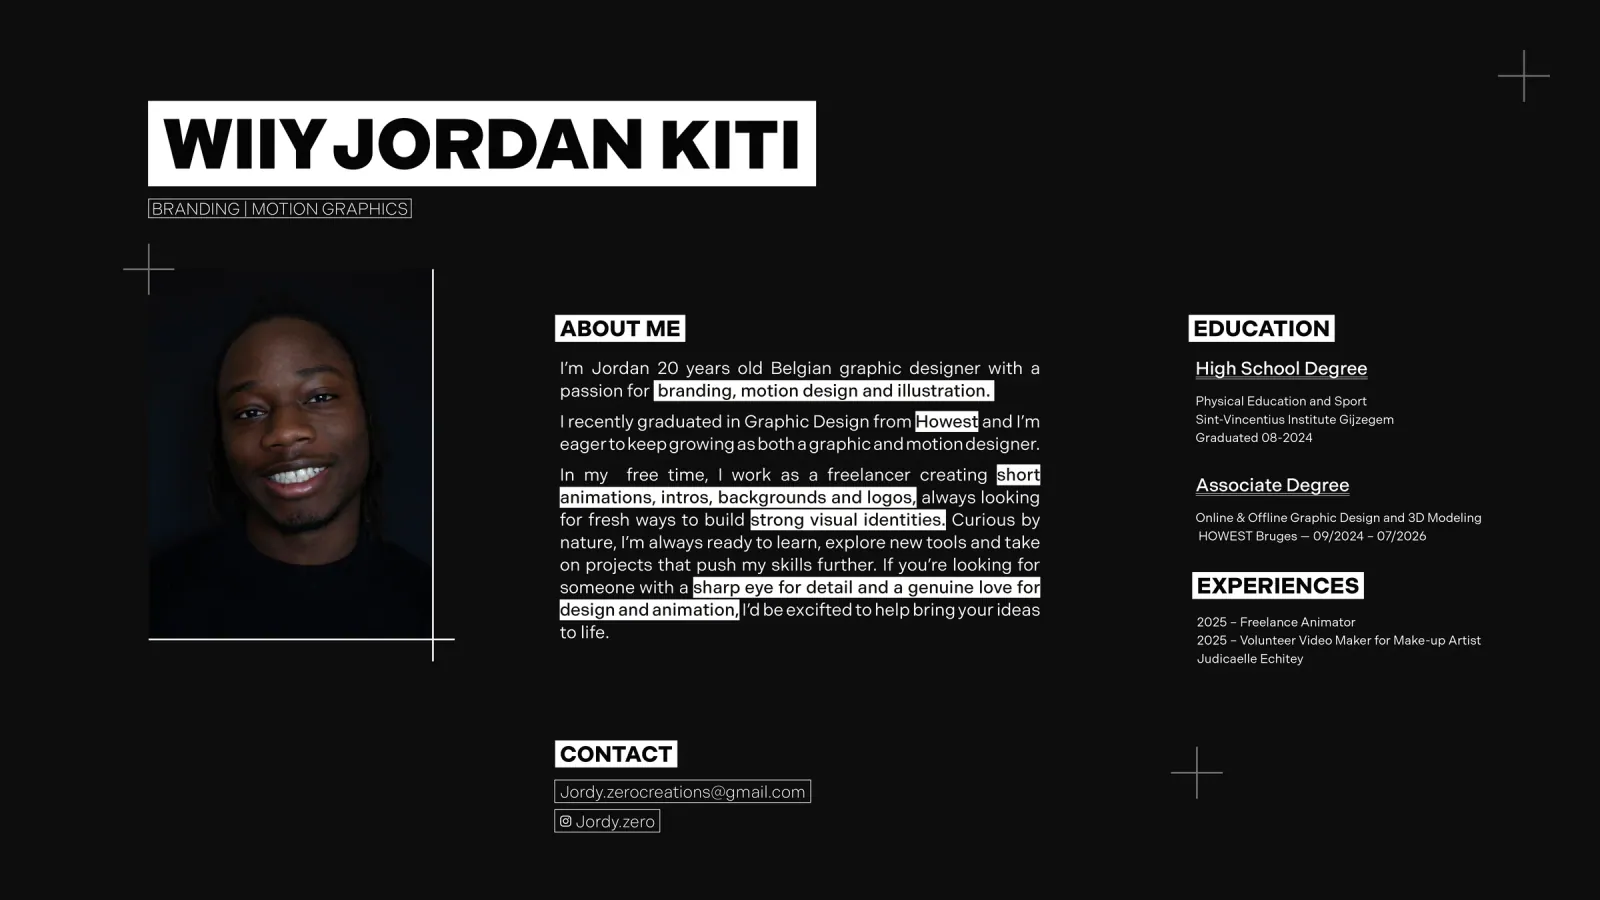 WIIY JORDAN KITI
BRANDING | MOTION GRAPHICS
ABOUT ME
I'm Jordan 20 years old Belgian graphic designer with a
passion for branding, motion design and illustration.
I recently graduated in Graphic Design from Howest and I'm
eager to keep growing as both a graphic and motion designer.
In my free time, I work as a freelancer creating short
animations, intros, backgrounds and logos, always looking
for fresh ways to build strong visual identities. Curious by
nature, I'm always ready to learn, explore new tools and take
on projects that push my skills further. If you're looking for
someone with a sharp eye for detail and a genuine love for
design and animation, I'd be excifted to help bring your ideas
to life.
CONTACT
Jordy.zerocreations@gmail.com
Jordy.zero
EDUCATION
High School Degree
Physical Education and Sport
Sint-Vincentius Institute Gijzegem
Graduated 08-2024
Associate Degree
Online & Offline Graphic Design and 3D Modeling
HOWEST Bruges — 09/2024 – 07/2026
EXPERIENCES
2025 – Freelance Animator
2025 – Volunteer Video Maker for Make-up Artist
Judicaelle Echitey